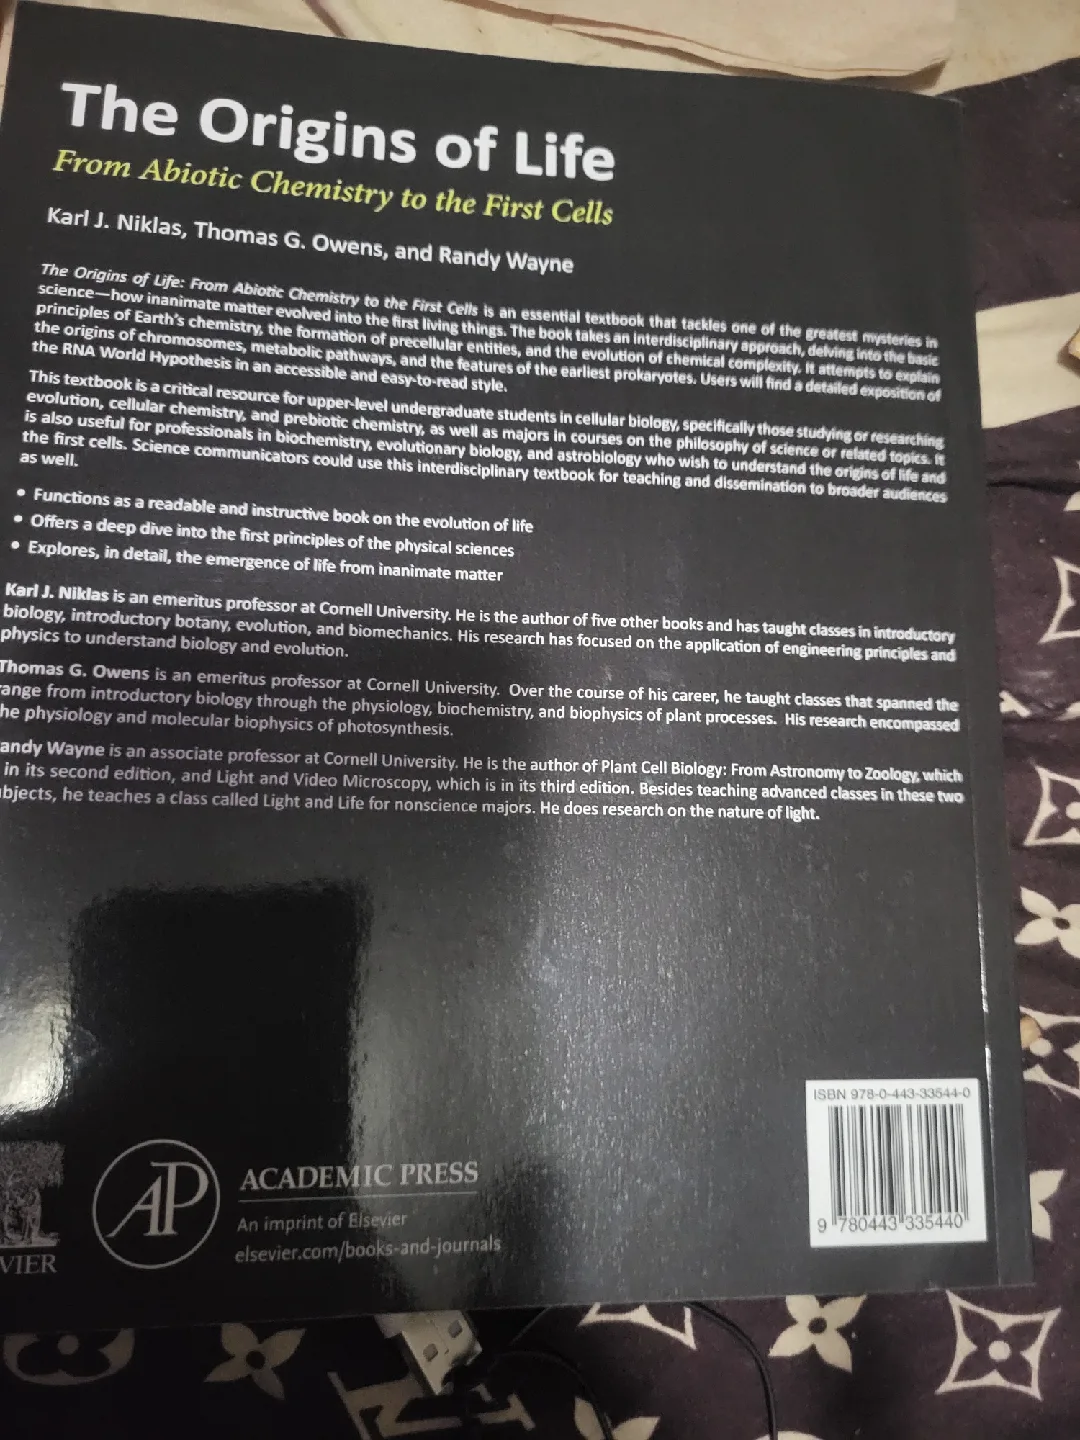 The Origins of Life
From Abiotic Chemistry to the First Cells
Karl J. Niklas, Thomas G. Owens, and Randy Wayne
The Origins of Life: From Abiotic Chemistry to the First Cells is an essential textbook that tackles one of the greatest mysteries in
science—how inanimate matter evolved into the first living things. The book takes an interdisciplinary approach, delving into the basic
principles of Earth's chemistry, the formation of precellular entities, and the evolution of chemical complexity. It attempts to explain
the origins of chromosomes, metabolic pathways, and the features of the earliest prokaryotes. Users will find a detailed exposition of
the RNA World Hypothesis in an accessible and easy-to-read style.
This textbook is a critical resource for upper-level undergraduate students in cellular biology, specifically those studying or researching
evolution, cellular chemistry, and prebiotic chemistry, as well as majors in courses on the philosophy of science or related topics. It
is also useful for professionals in biochemistry, evolutionary biology, and astrobiology who wish to understand the origins of life and
the first cells. Science communicators could use this interdisciplinary textbook for teaching and dissemination to broader audiences
as well.
• Functions as a readable and instructive book on the evolution of life
• Offers a deep dive into the first principles of the physical sciences
• Explores, in detail, the emergence of life from inanimate matter
Karl J. Niklas is an emeritus professor at Cornell University. He is the author of five other books and has taught classes in introductory
biology, introductory botany, evolution, and biomechanics. His research has focused on the application of engineering principles and
physics to understand biology and evolution.
Thomas G. Owens is an emeritus professor at Cornell University. Over the course of his career, he taught classes that spanned the
ange from introductory biology through the physiology, biochemistry, and biophysics of plant processes. His research encompassed
he physiology and molecular biophysics of photosynthesis.
andy Wayne is an associate professor at Cornell University. He is the author of Plant Cell Biology: From Astronomy to Zoology, which
in its second edition, and Light and Video Microscopy, which is in its third edition. Besides teaching advanced classes in these two
bjects, he teaches a class called Light and Life for nonscience majors. He does research on the nature of light.
ISBN 978-0-443-33544-0
9 780443 335440
VIER
AP
ACADEMIC PRESS
An imprint of Elsevier
elsevier.com/books-and-journals